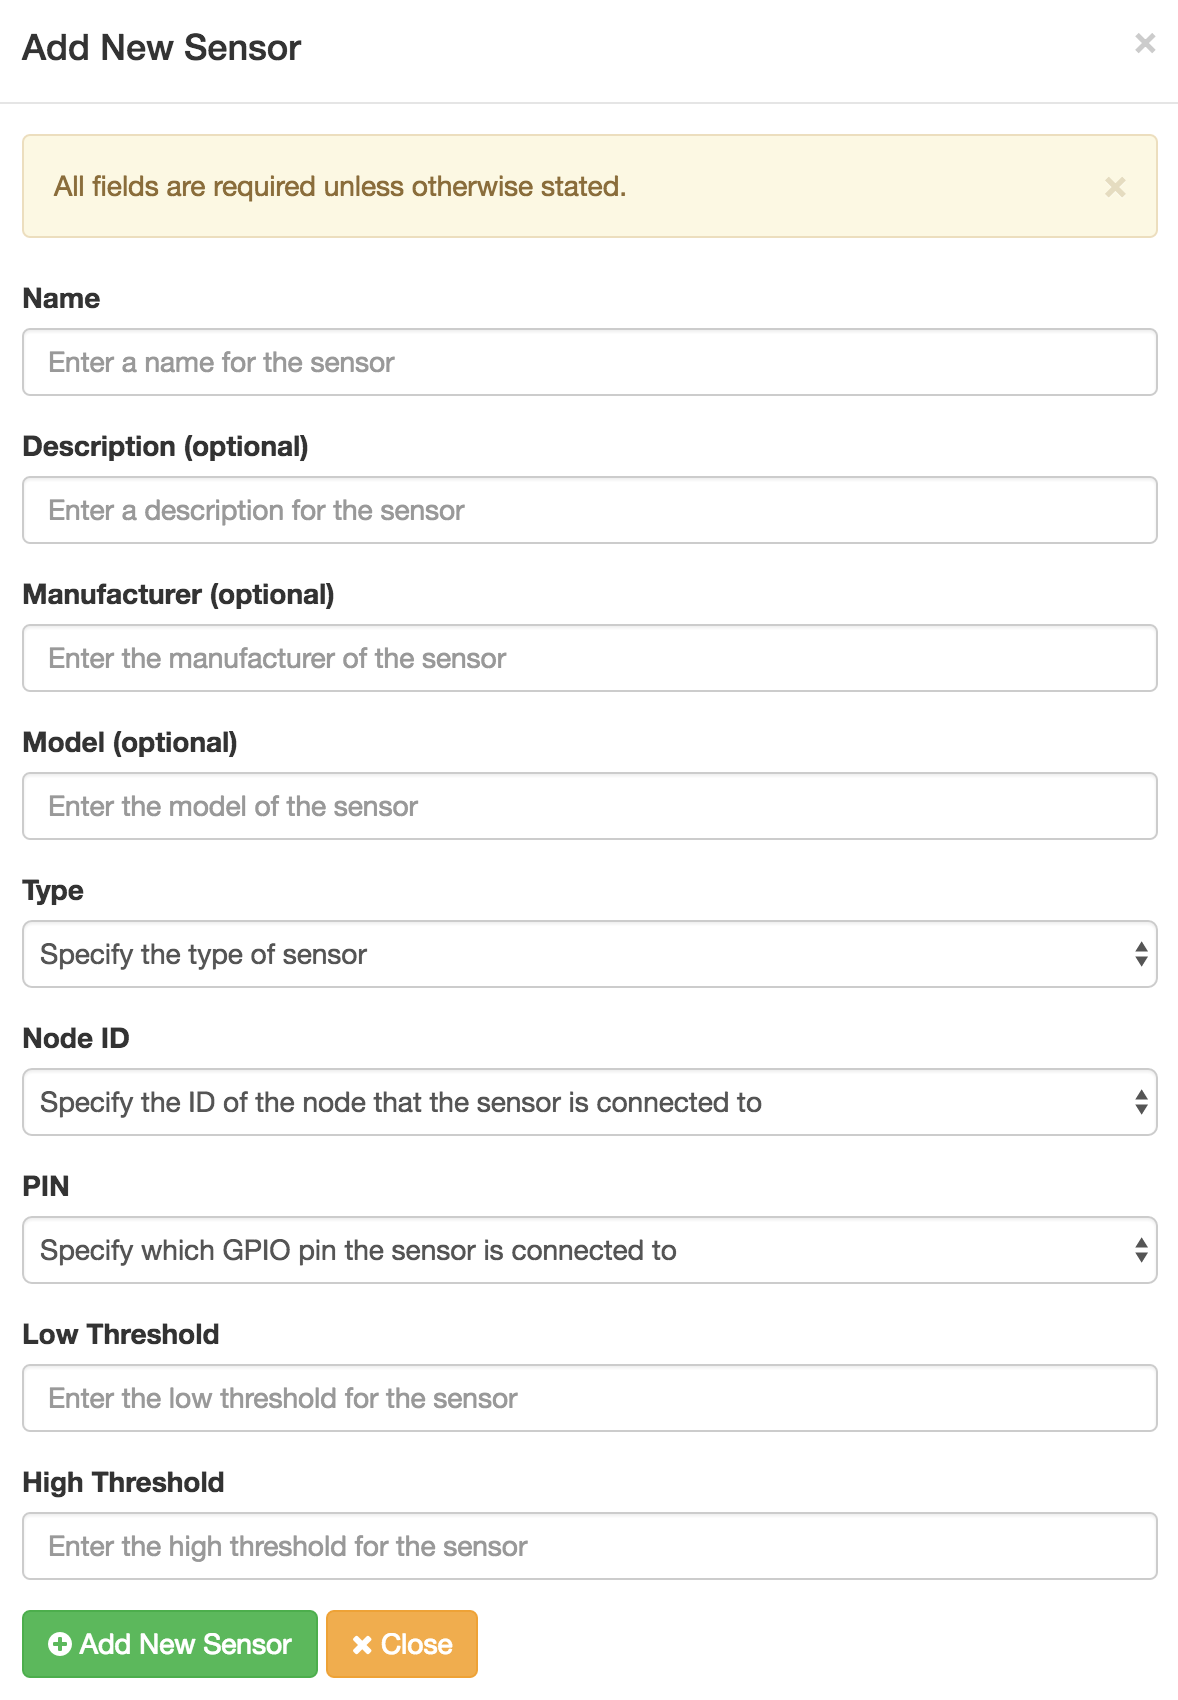 Add New Sensor
All fields are required unless otherwise stated.
Name
Enter a name for the sensor
Description (optional)
Enter a description for the sensor
Manufacturer (optional)
Enter the manufacturer of the sensor
Model (optional)
Enter the model of the sensor
Type
Specify the type of sensor
Node ID
Specify the ID of the node that the sensor is connected to
PIN
Specify which GPIO pin the sensor is connected to
Low Threshold
Enter the low threshold for the sensor
High Threshold
Enter the high threshold for the sensor
Add New Sensor Close